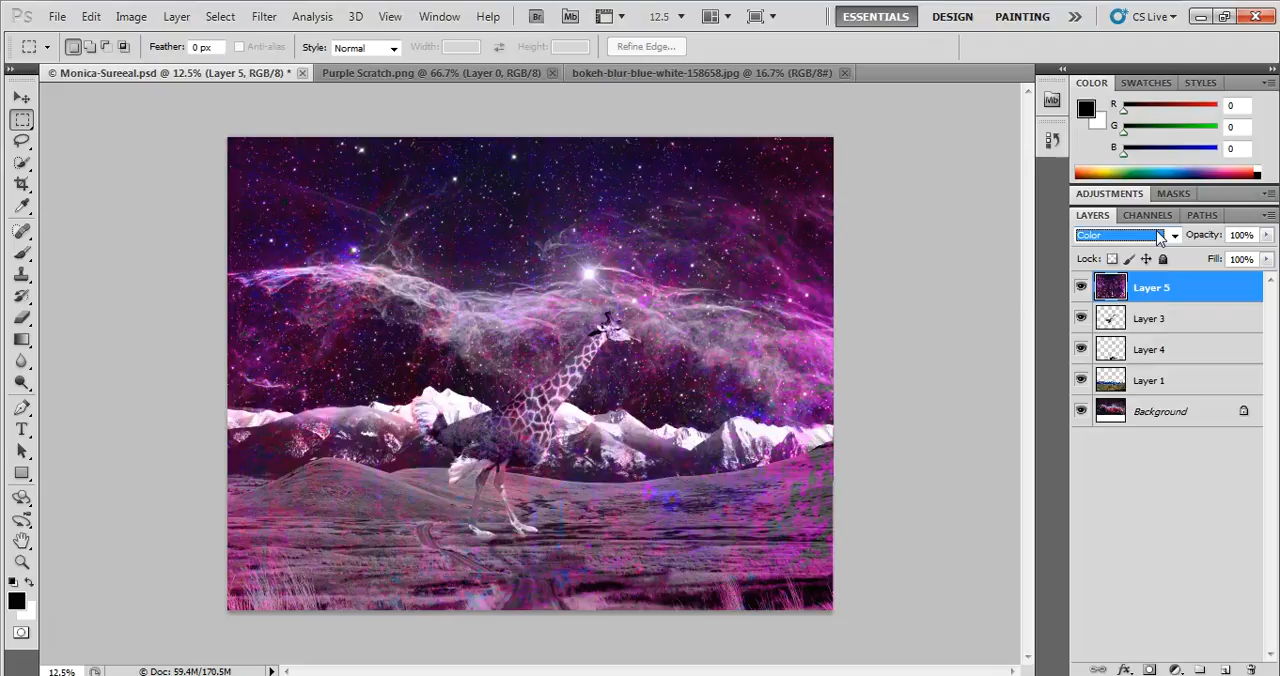 Ps File Edit Image Layer Select Filter Analysis 3D View Window Help Br Mb 12.5 ESSENTIALS DESIGN PAINTING CS Live
Feather: 0 px Anti-alias Style: Normal Width: Height: Refine Edge...
© Monica-Sureeal.psd @ 12.5% (Layer 5, RGB/8) * Purple Scratch.png @ 66.7% (Layer 0, RGB/8) bokeh-blur-blue-white-158658.jpg @ 16.7% (RGB/8#)
COLOR SWATCHES STYLES
Mb
R 0
G 0
B 0
ADJUSTMENTS MASKS
LAYERS CHANNELS PATHS
Color Opacity: 100%
Lock: Fill: 100%
Layer 5
Layer 3
Layer 4
Layer 1
Background
T
12.5% © Doc: 59.4M/170.5M fx